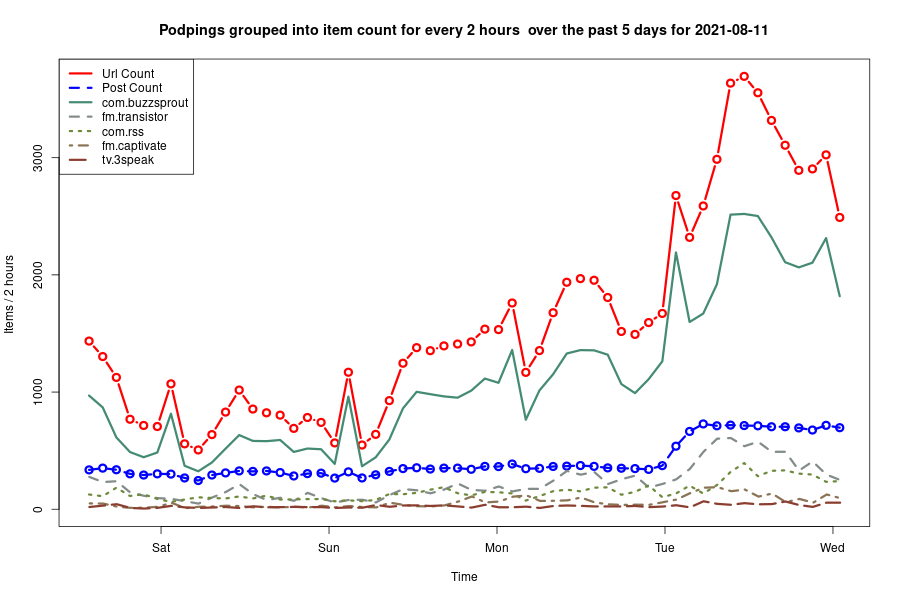 Podpings grouped into item count for every 2 hours  over the past 5 days for 2021-08-11
Url Count
Post Count
com.buzzsprout
fm.transistor
com.rss
fm.captivate
tv.3speak
Items / 2 hours
3000
2000
1000
0
Sat Sun Mon Tue Wed
Time